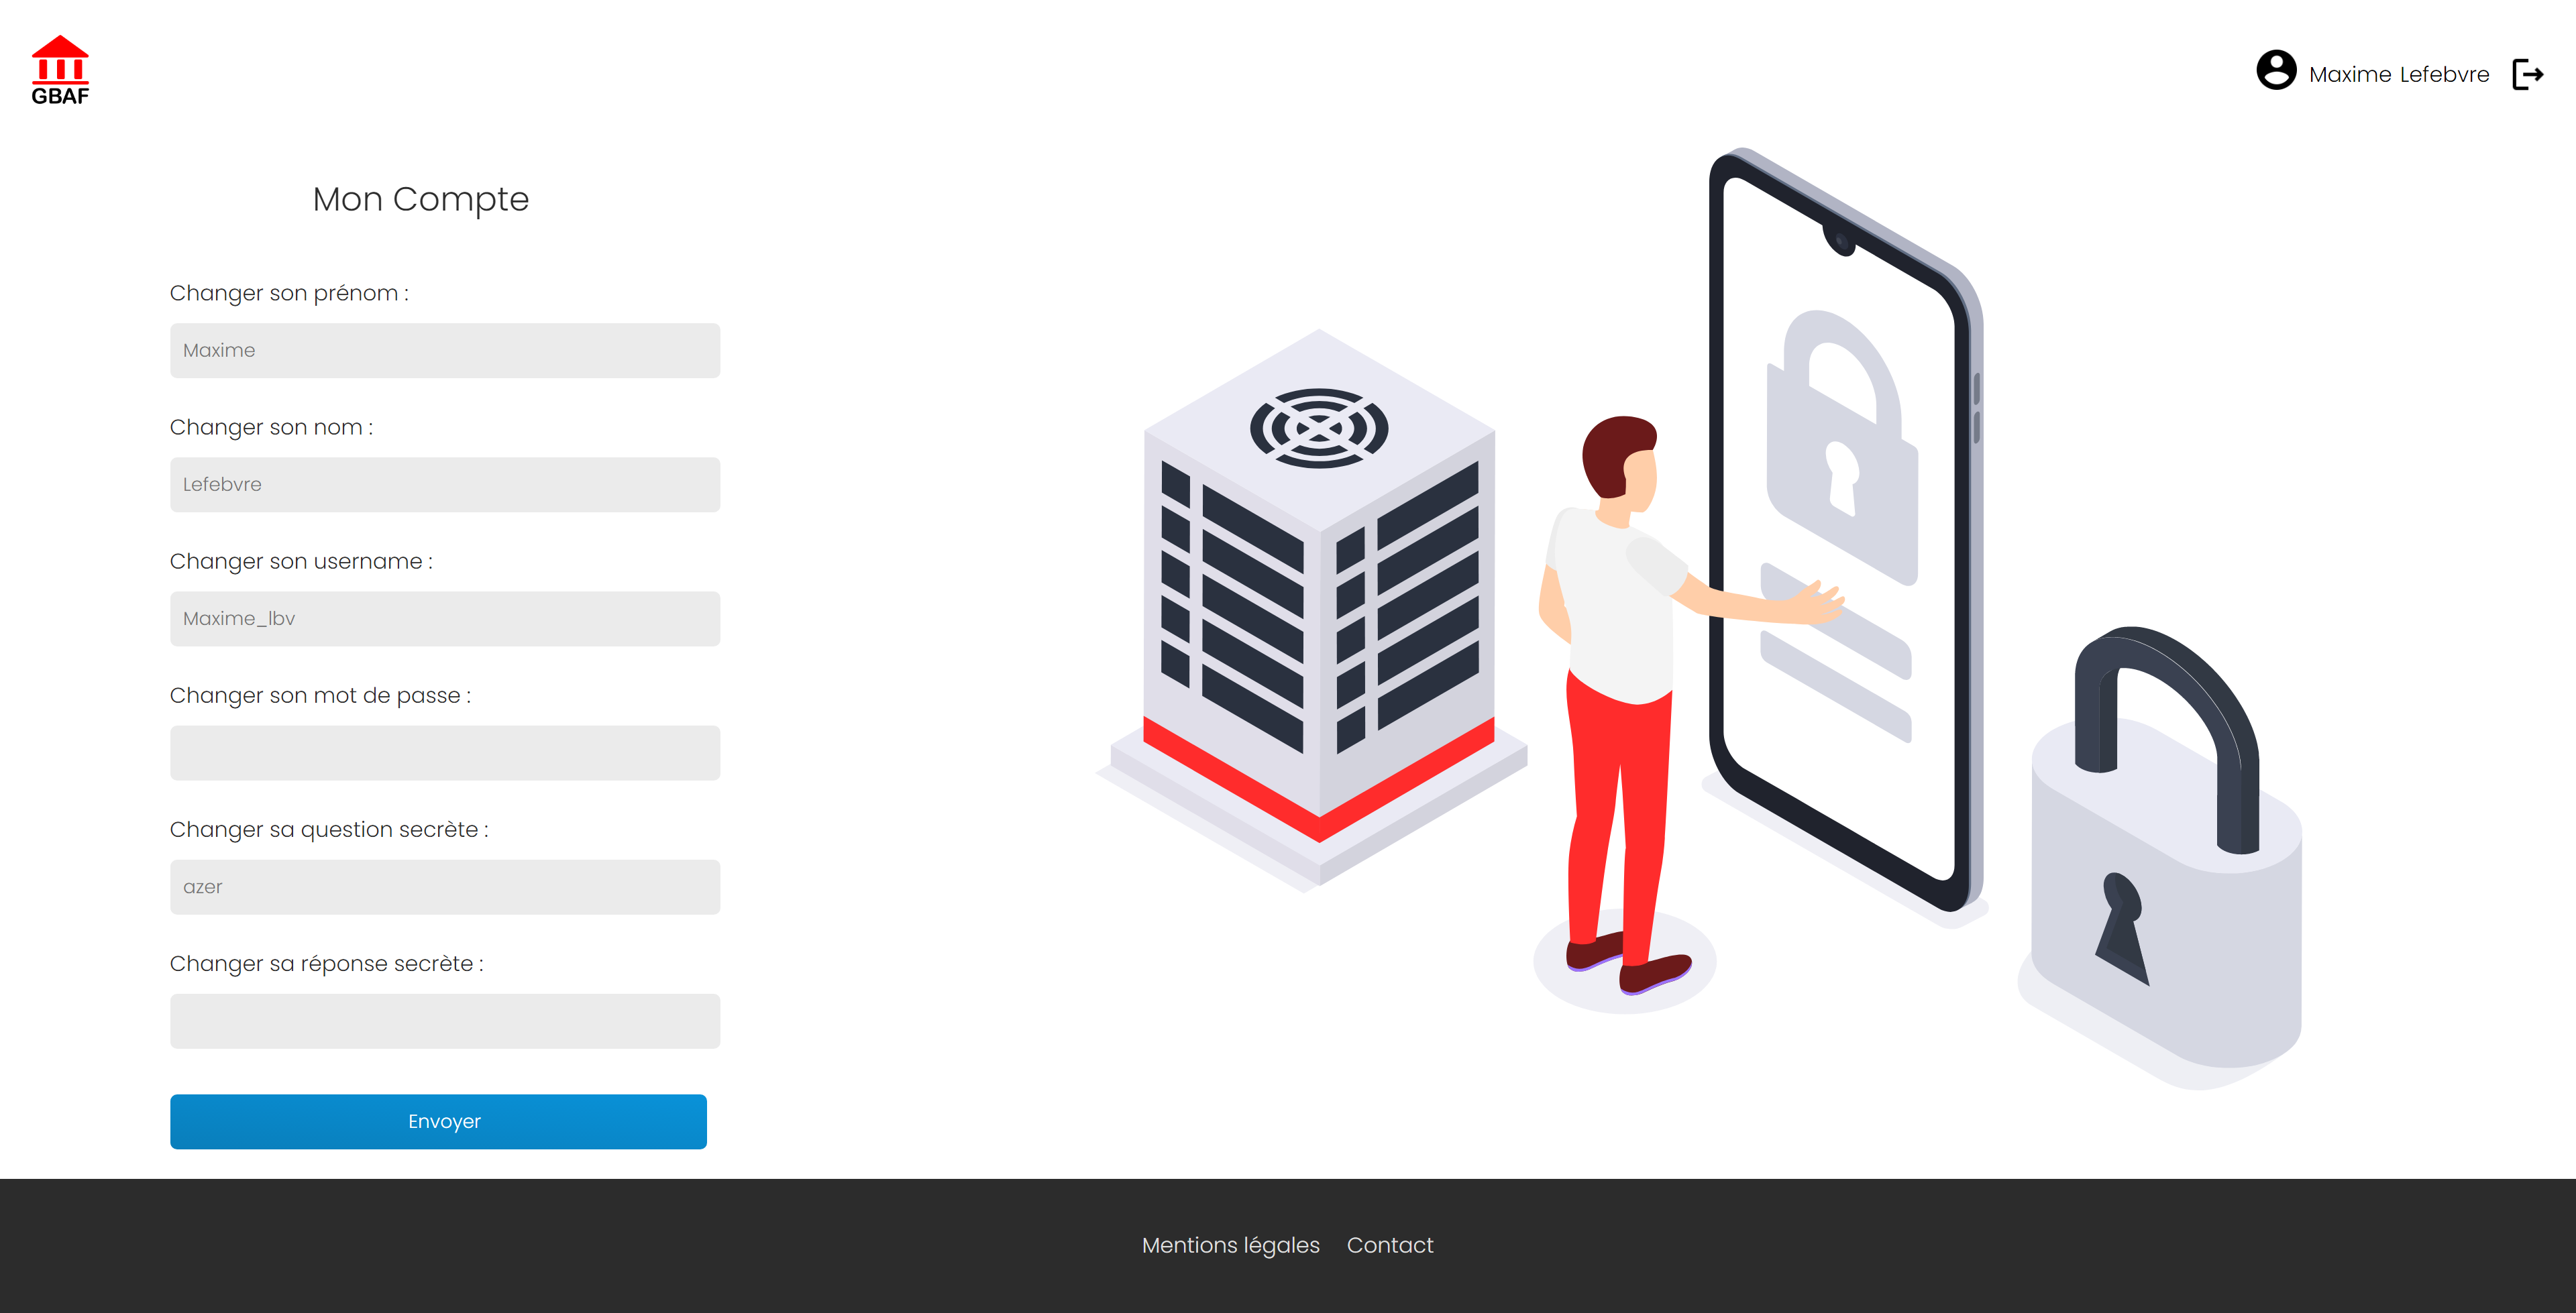 GBAF
Maxime Lefebvre
Mon Compte
Changer son prénom :
Maxime
Changer son nom :
Lefebvre
Changer son username :
Maxime_lbv
Changer son mot de passe :
Changer sa question secrète :
azer
Changer sa réponse secrète :
Envoyer
Mentions légales Contact